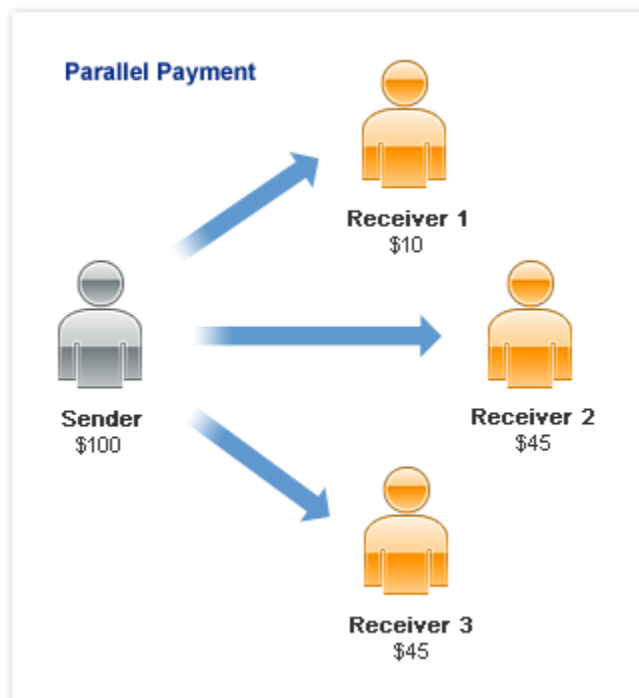 Parallel Payment
Receiver 1
$10
Sender
$100
Receiver 2
$45
Receiver 3
$45